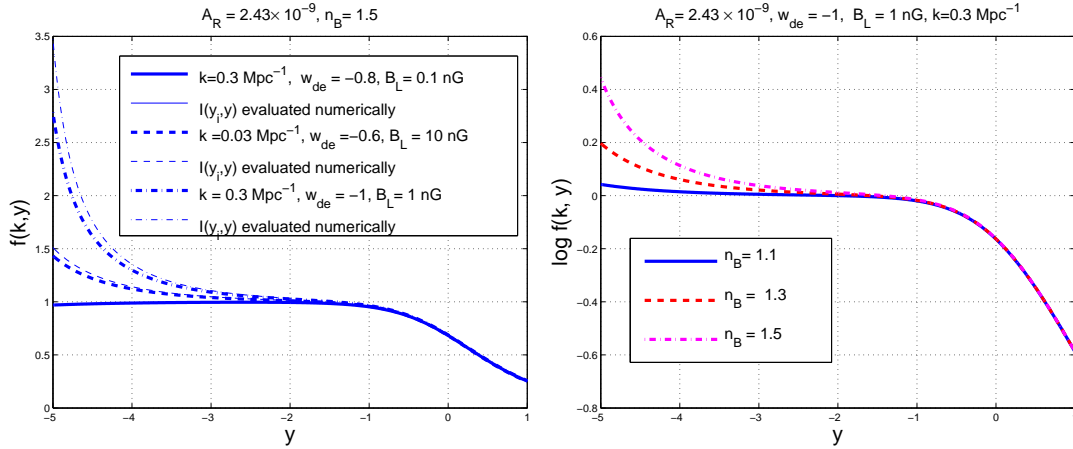 A_R = 2.43× 10^−9, n_B= 1.5
f(k,y)
3.5
3
2.5
2
1.5
1
0.5
0
k=0.3 Mpc^−1, w_de = −0.8, B_L= 0.1 nG
I(y_i,y) evaluated numerically
k =0.03 Mpc^−1, w_de =−0.6, B_L= 10 nG
I(y_i,y) evaluated numerically
k = 0.3 Mpc^−1, w_de= −1, B_L= 1 nG
I(y_i,y) evaluated numerically
−5 −4 −3 −2 −1 0 1
y
A_R= 2.43 × 10^−9, w_de = −1, B_L = 1 nG, k=0.3 Mpc^−1
log f(k, y)
0.6
0.4
0.2
0
−0.2
−0.4
−0.6
−0.8
n_B = 1.1
n_B = 1.3
n_B = 1.5
−5 −4 −3 −2 −1 0
y